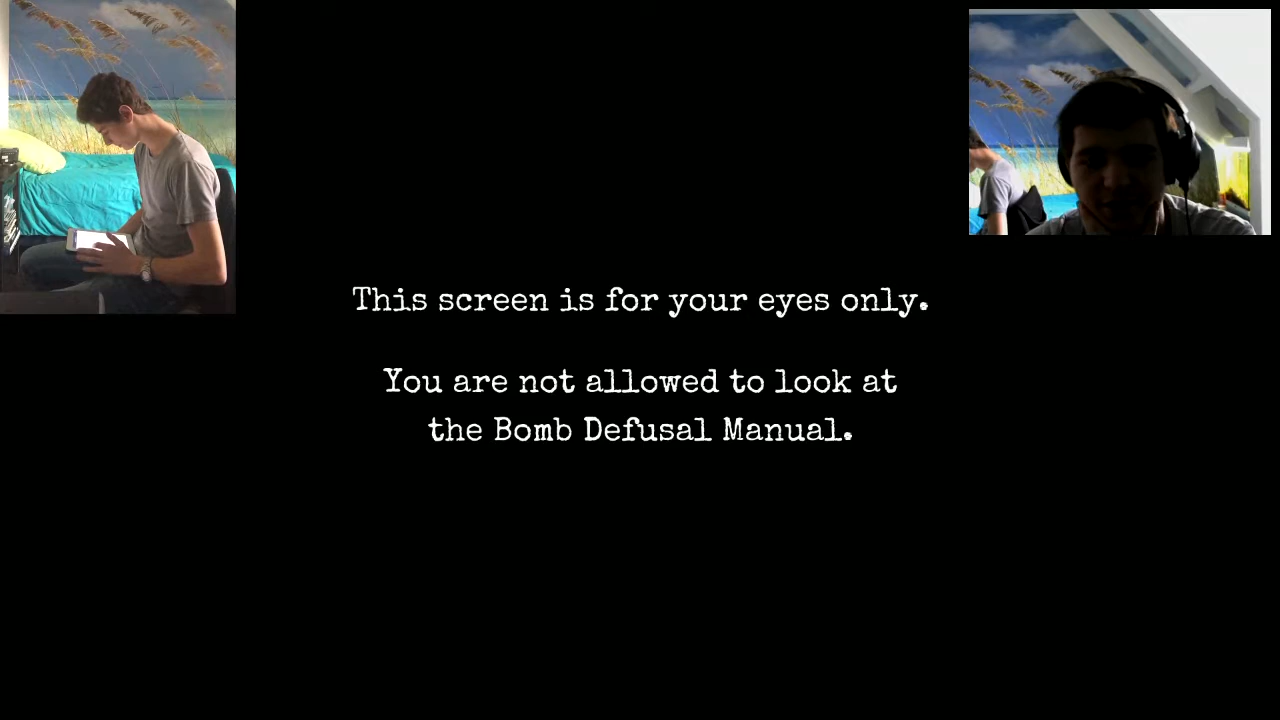 This screen is for your eyes only.
You are not allowed to look at
the Bomb Defusal Manual.